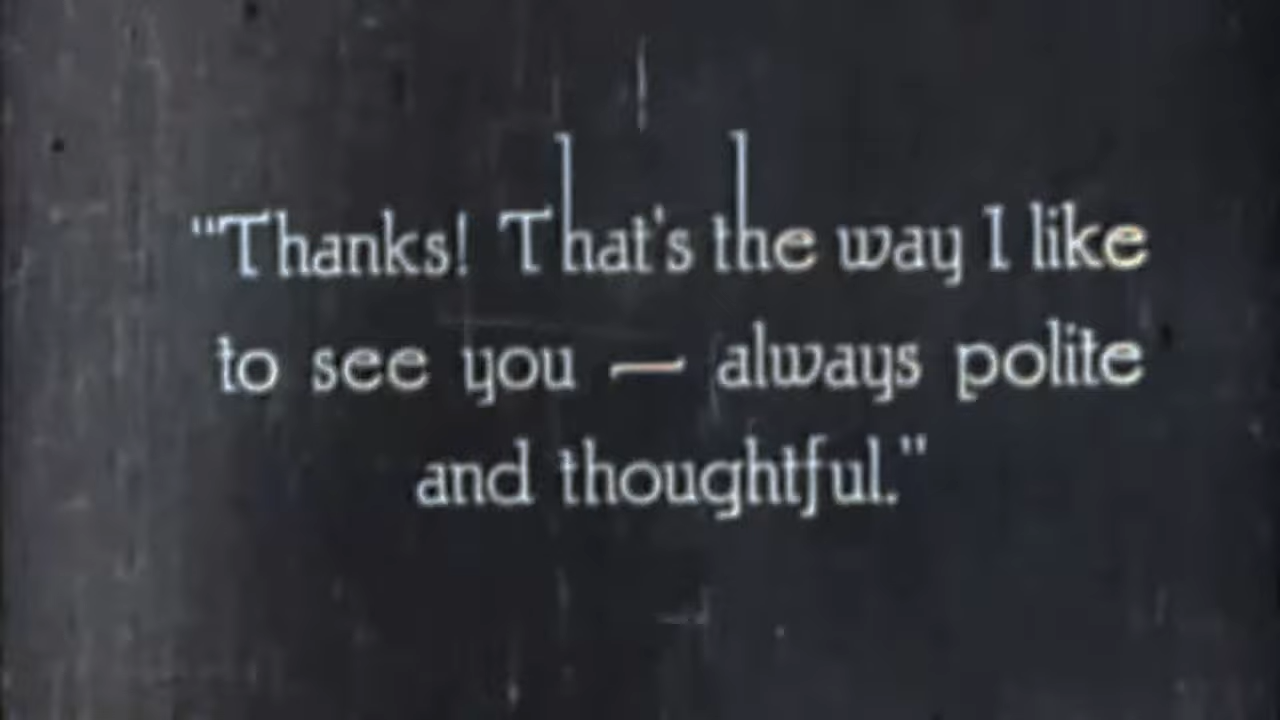 "Thanks! That's the way I like
to see you — always polite
and thoughtful."